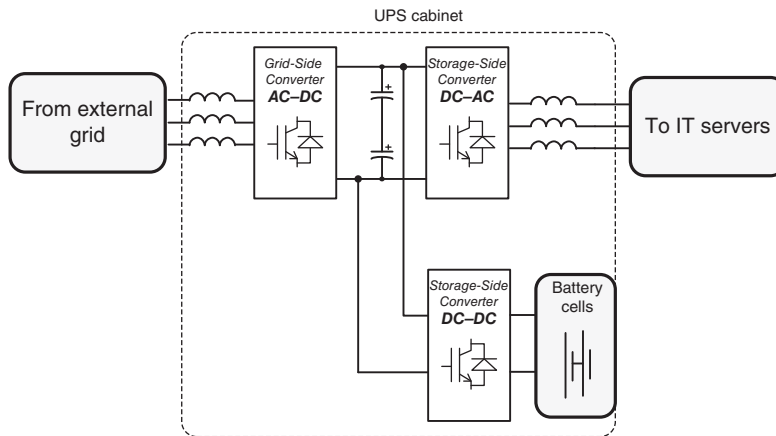 UPS cabinet
From external
grid
Grid-Side
Converter
AC–DC
+
+
Storage-Side
Converter
DC–AC
To IT servers
Storage-Side
Converter
DC–DC
Battery
cells